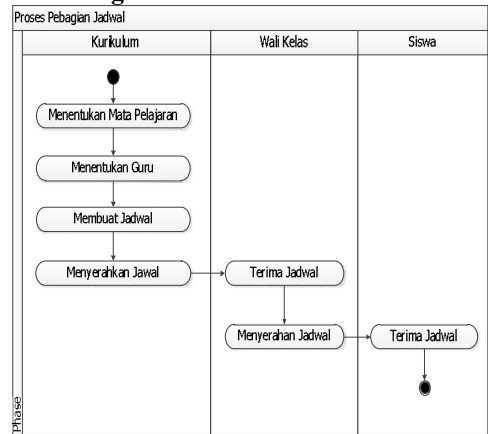 Proses Pebagian Jadwal
Kurikulum
Wali Kelas
Siswa
Menentukan Mata Pelajaran
Menentukan Guru
Membuat Jadwal
Menyerahkan Jawal
Terima Jadwal
Menyerahan Jadwal
Terima Jadwal
Phase